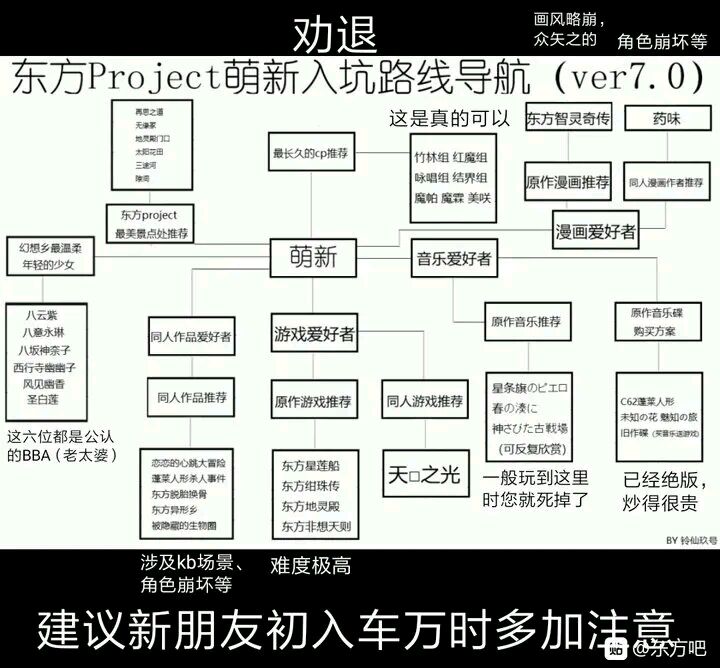 劝退
画风略崩，
众矢之的
角色崩坏等
东方Project萌新入坑路线导航（ver7.0）
再思之道
无缘冢
地灵殿门口
太阳花田
三途河
隙间
东方project
最美景点处推荐
最长久的cp推荐
这是真的可以
竹林组 红魔组
咏唱组 结界组
魔帕 魔霖 美咲
东方智灵奇传
原作漫画推荐
药味
同人漫画作者推荐
漫画爱好者
幻想乡最温柔
年轻的少女
萌新
音乐爱好者
八云紫
八意永琳
八坂神奈子
西行寺幽幽子
风见幽香
圣白莲
这六位都是公认
的BBA（老太婆）
同人作品爱好者
同人作品推荐
恋恋的心跳大冒险
蓬莱人形杀人事件
东方脱胎换骨
东方异形乡
被隐藏的生物圈
涉及kb场景、
角色崩坏等
游戏爱好者
原作游戏推荐
东方星莲船
东方绀珠传
东方地灵殿
东方非想天则
难度极高
同人游戏推荐
天□之光
原作音乐推荐
星条旗のピエロ
春の湊に
神さびた古戦場
（可反复欣赏）
一般玩到这里
时您就死掉了
原作音乐碟
购买方案
C62蓬莱人形
未知の花 魅知の旅
旧作碟（买音乐送游戏）
已经绝版，
炒得很贵
BY 铃仙玖号
建议新朋友初入车万时多加注意
贴 @东方吧